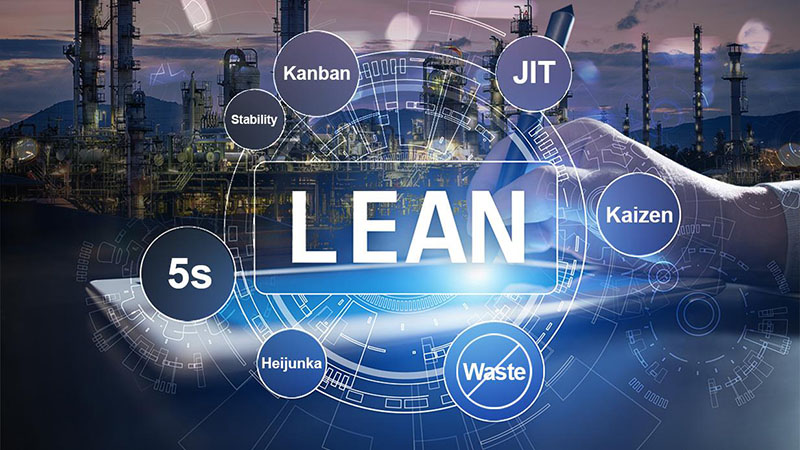 Kanban
JIT
Stability
LEAN
Kaizen
5s
Heijunka
Waste